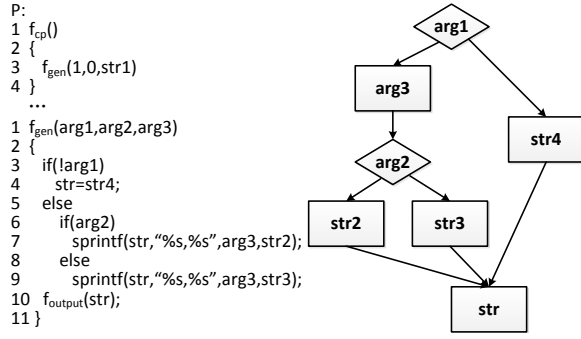 P:
1 fcp()
2 {
3 fgen(1,0,str1)
4 }
...
1 fgen(arg1,arg2,arg3)
2 {
3 if(!arg1)
4 str=str4;
5 else
6 if(arg2)
7 sprintf(str,“%s,%s”,arg3,str2);
8 else
9 sprintf(str,“%s,%s”,arg3,str3);
10 foutput(str);
11 }
arg1
arg3
str4
arg2
str2
str3
str